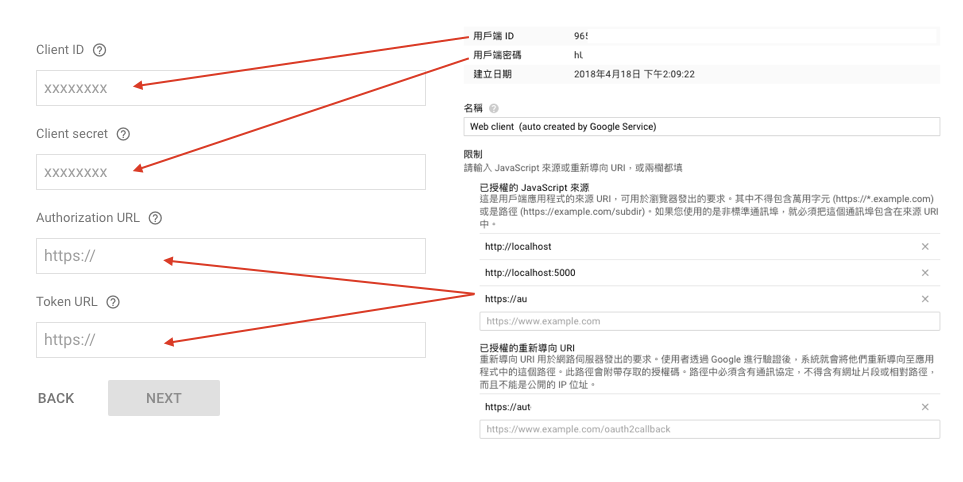 Client ID ?
xxxxxxxx
Client secret ?
xxxxxxxx
Authorization URL ?
https://
Token URL ?
https://
BACK
NEXT
用戶端 ID 96!
用戶端密碼 hl
建立日期 2018年4月18日 下午2:09:22
名稱 ?
Web client (auto created by Google Service)
限制
請輸入 JavaScript 來源或重新導向 URI，或兩欄都填
已授權的 JavaScript 來源
這是用戶端應用程式的來源 URI，可用於瀏覽器發出的要求。其中不得包含萬用字元 (https://*.example.com)
或是路徑 (https://example.com/subdir)。如果您使用的是非標準通訊埠，就必須把這個通訊埠包含在來源 URI
中。
http://localhost
http://localhost:5000
https://au
https://www.example.com
已授權的重新導向 URI
重新導向 URI 用於網路伺服器發出的要求。使用者透過 Google 進行驗證後，系統就會將他們重新導向至應用
程式中的這個路徑。此路徑會附帶存取的授權碼。路徑中必須含有通訊協定，不得含有網址片段或相對路徑，
而且不能是公開的 IP 位址。
https://aut
https://www.example.com/oauth2callback